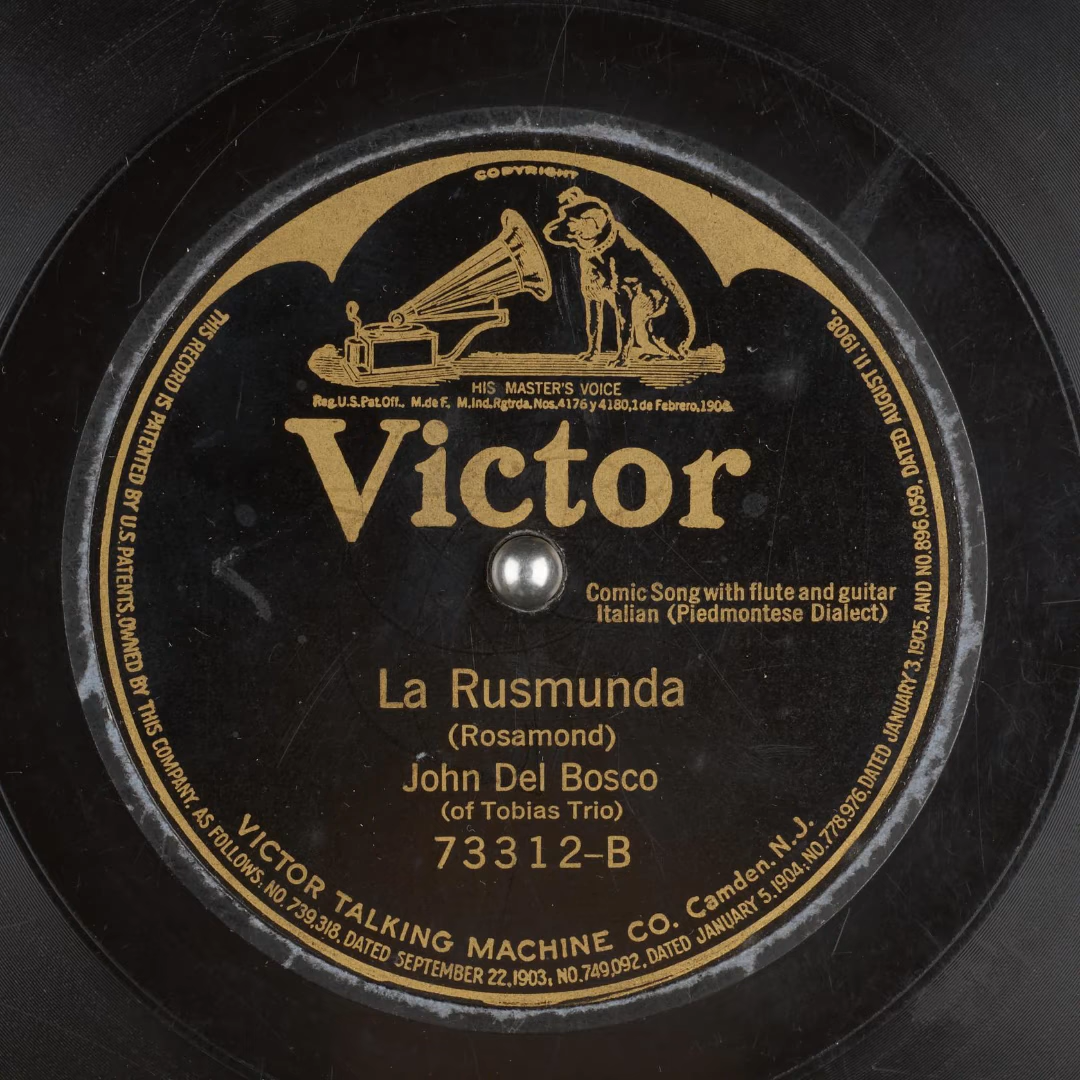 COPYRIGHT
HIS MASTER'S VOICE
Reg.U.S.Pat.Off., M.de F., M.Ind.Rgtrda.Nos.4176 y 4180,1 de Febrero,1908.
Victor
Comic Song with flute and guitar
Italian (Piedmontese Dialect)
La Rusmunda
(Rosamond)
John Del Bosco
(of Tobias Trio)
73312-B
VICTOR TALKING MACHINE CO. Camden. N.J.
THIS RECORD IS PATENTED BY U.S. PATENTS, OWNED BY THIS COMPANY AS FOLLOWS: NO. 739,318, DATED SEPTEMBER 22, 1903; NO. 749,092, DATED JANUARY 5, 1904; NO. 778,976, DATED JANUARY 3, 1905, AND NO. 896,059, DATED AUGUST 11, 1908.